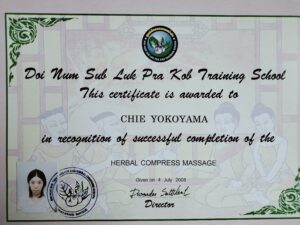 Doi Num Sub Luk Pra Kob Training School
This certificate is awarded to
CHIE YOKOYAMA
in recognition of successful completion of the
HERBAL COMPRESS MASSAGE
Given on 4 July 2008
Director